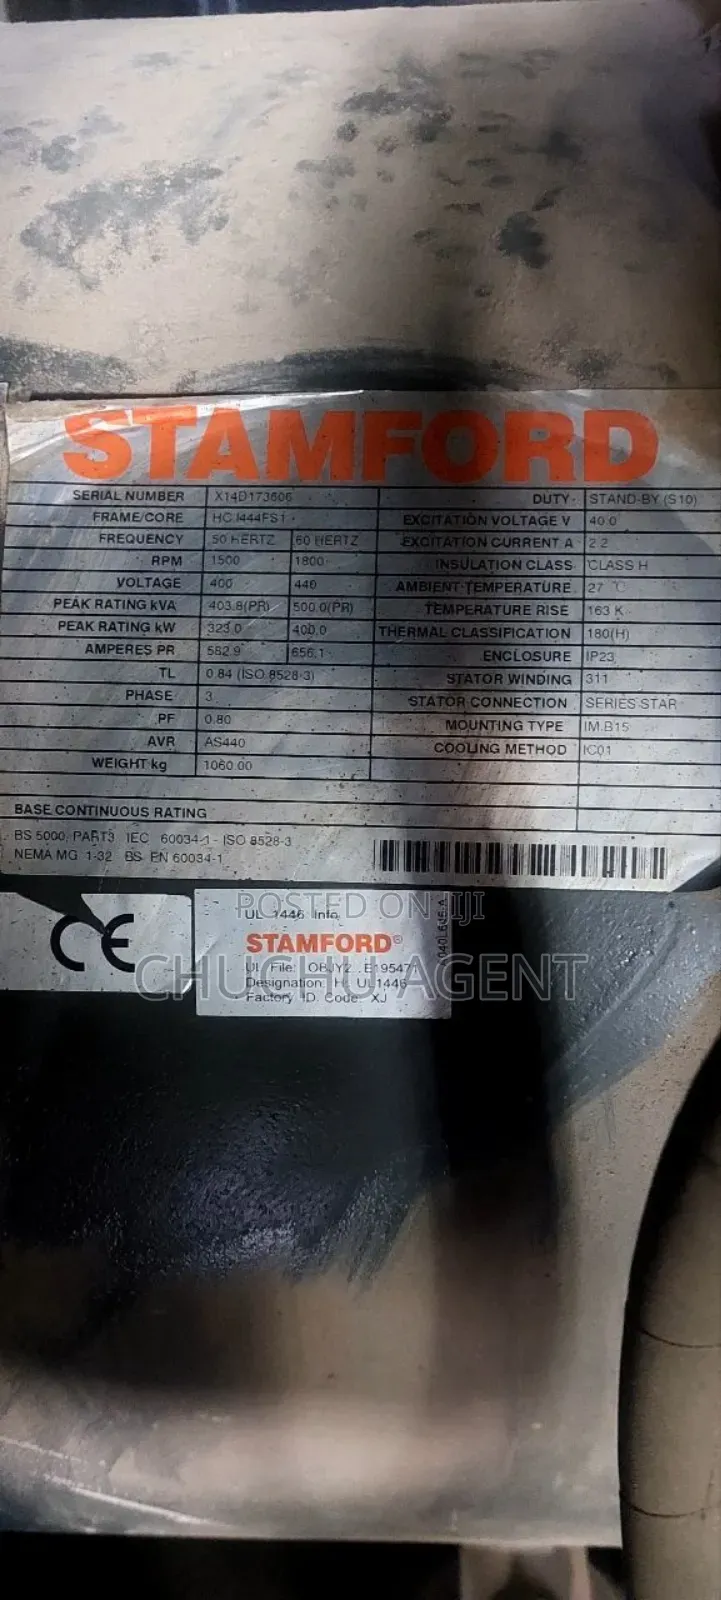 STAMFORD
SERIAL NUMBER X14D173606 DUTY STAND-BY (S10)
FRAME/CORE HCI444FS1 EXCITATION VOLTAGE V 40.0
FREQUENCY 50 HERTZ 60 HERTZ EXCITATION CURRENT A 2.2
RPM 1500 1800 INSULATION CLASS CLASS H
VOLTAGE 400 440 AMBIENT TEMPERATURE 27 °C
PEAK RATING kVA 403.8(PR) 500.0(PR) TEMPERATURE RISE 163 K
PEAK RATING kW 323.0 400.0 THERMAL CLASSIFICATION 180(H)
AMPERES PR 582.9 656.1 ENCLOSURE IP23
TL 0.84 (ISO 8528-3) STATOR WINDING 311
PHASE 3 STATOR CONNECTION SERIES STAR
PF 0.80 MOUNTING TYPE IM B15
AVR AS440 COOLING METHOD IC01
WEIGHT kg 1060.00
BASE CONTINUOUS RATING
BS 5000, PART3 IEC 60034-1 - ISO 8528-3
NEMA MG 1-32 BS EN 60034-1
POSTED ON JIJI
CE
UL 1446 Info
STAMFORD®
UL File: OBJY2 . E195471
Designation: H. UL1446
Factory ID. Code: XJ
CHUCHU AGENT